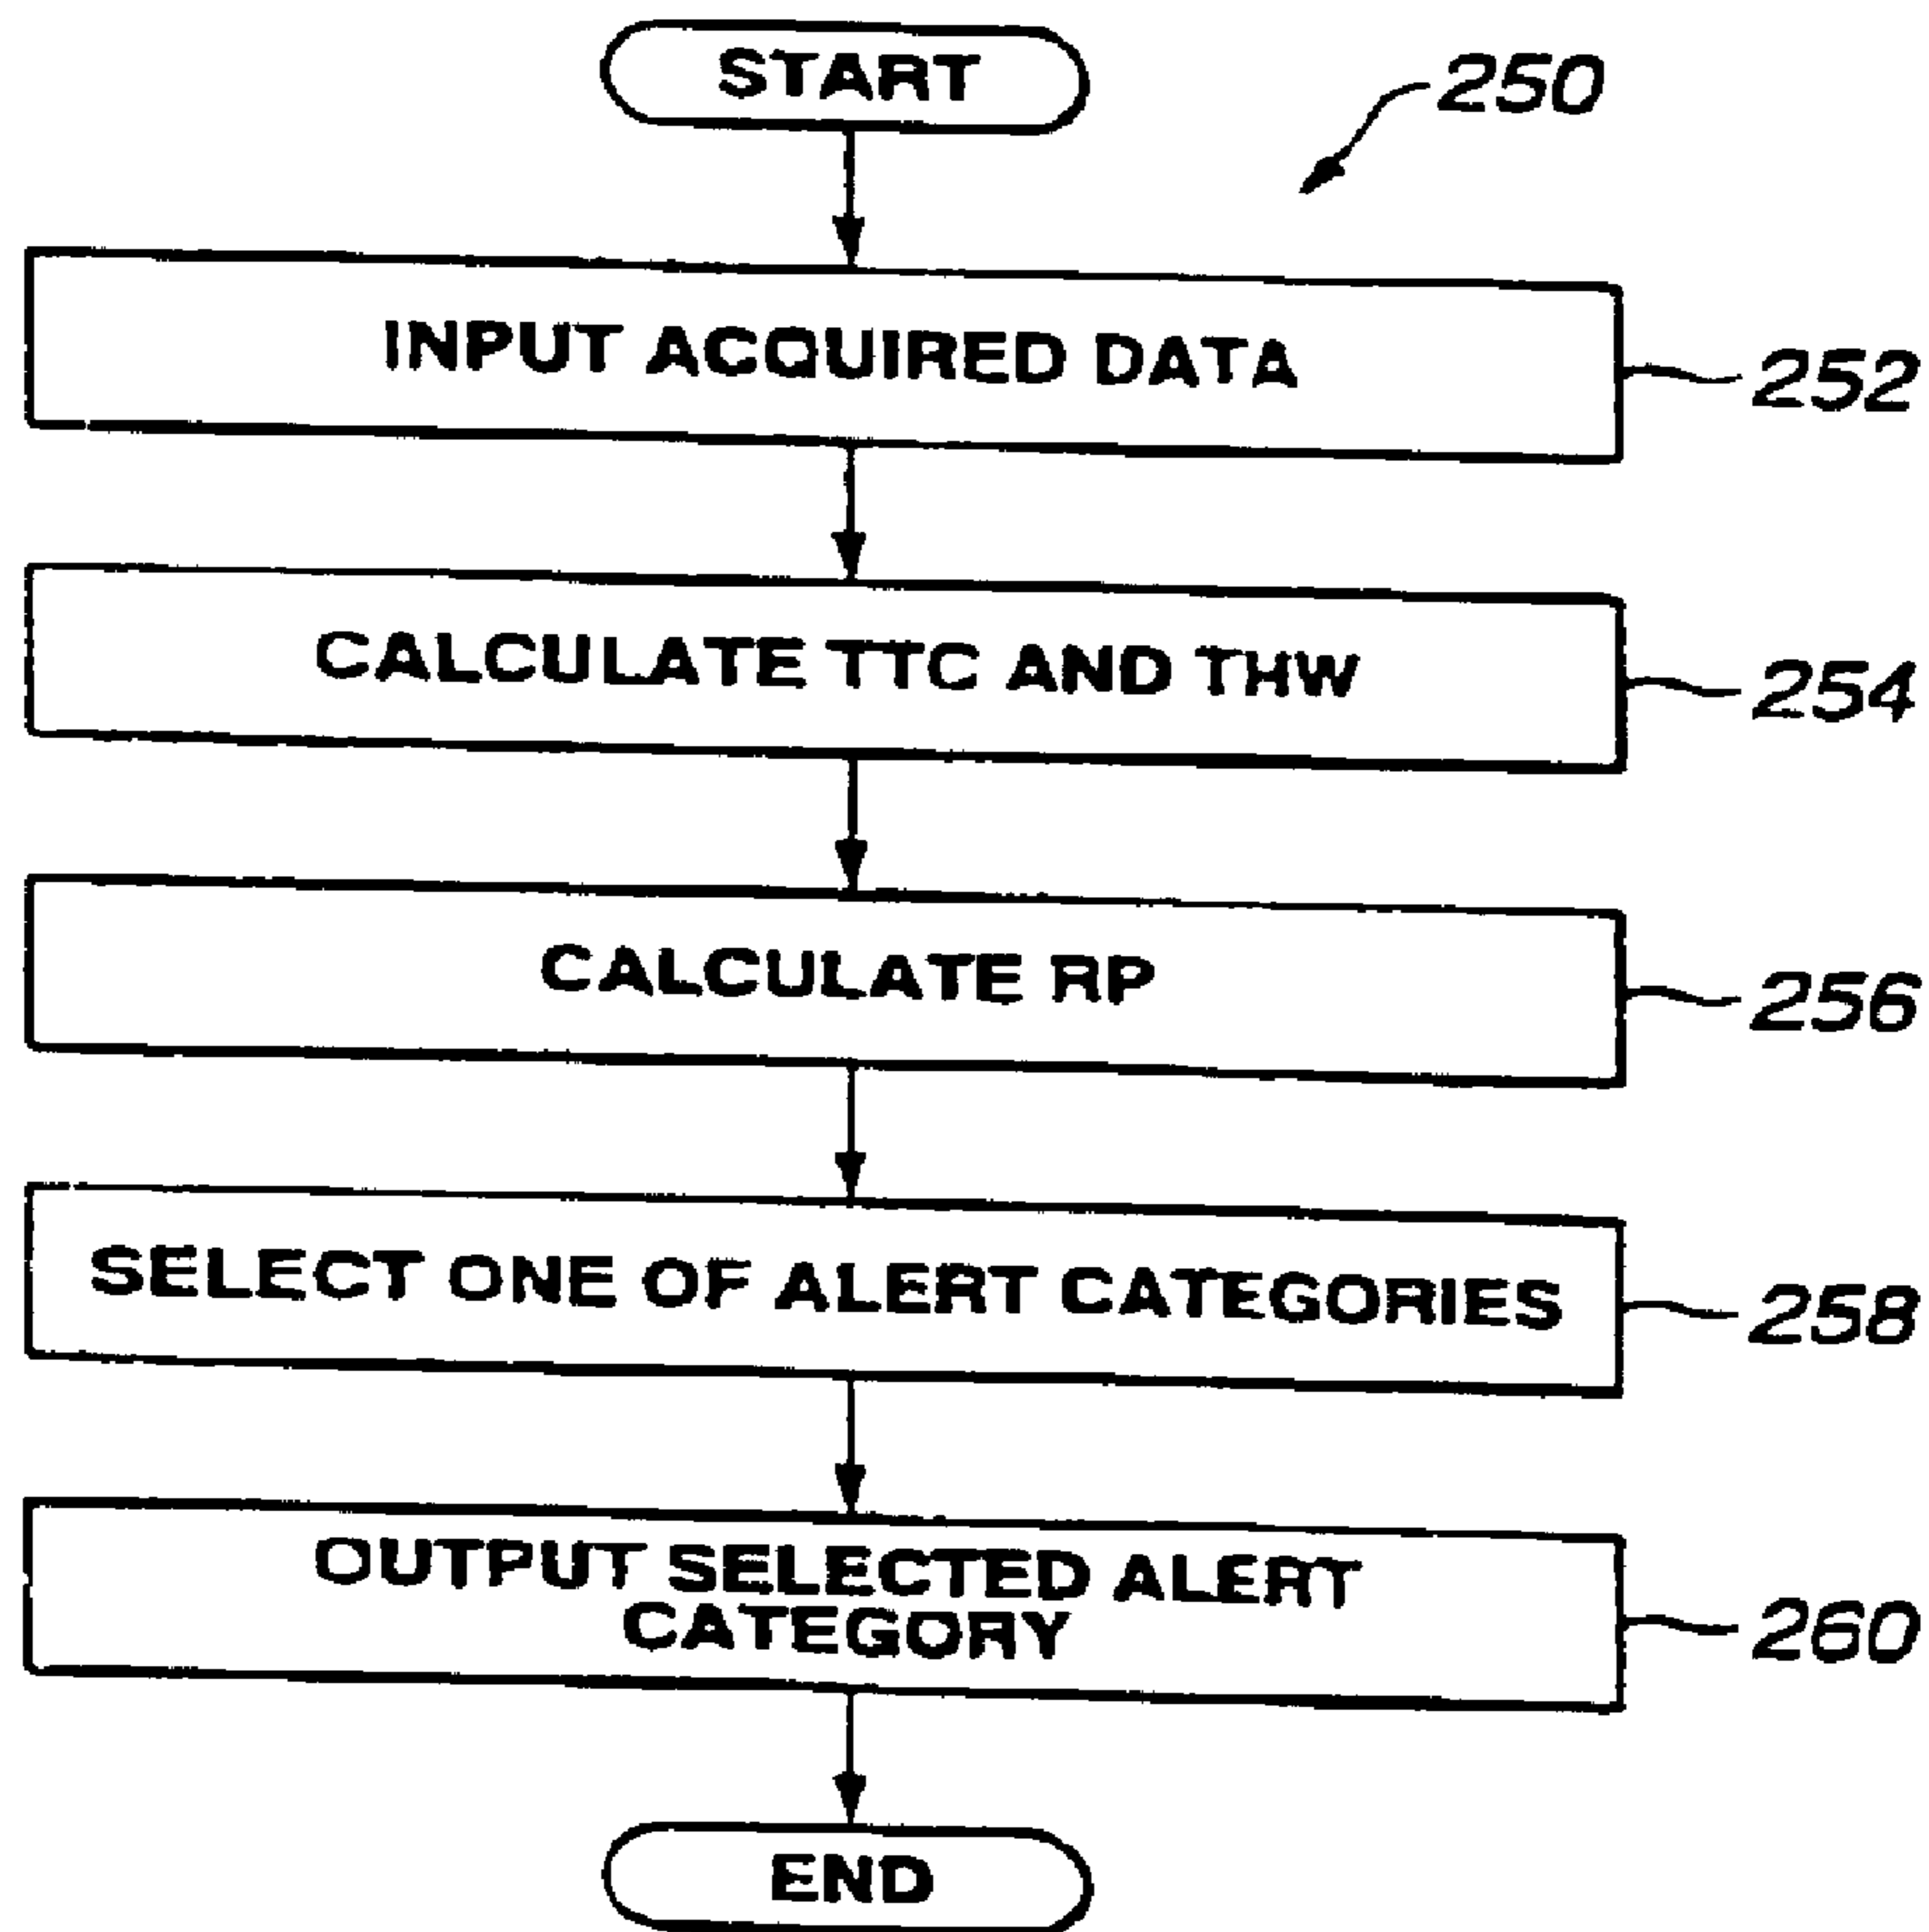 START
250
INPUT ACQUIRED DATA
252
CALCULATE TTC AND THW
254
CALCULATE RP
256
SELECT ONE OF ALERT CATEGORIES
258
OUTPUT SELECTED ALERT
CATEGORY
260
END